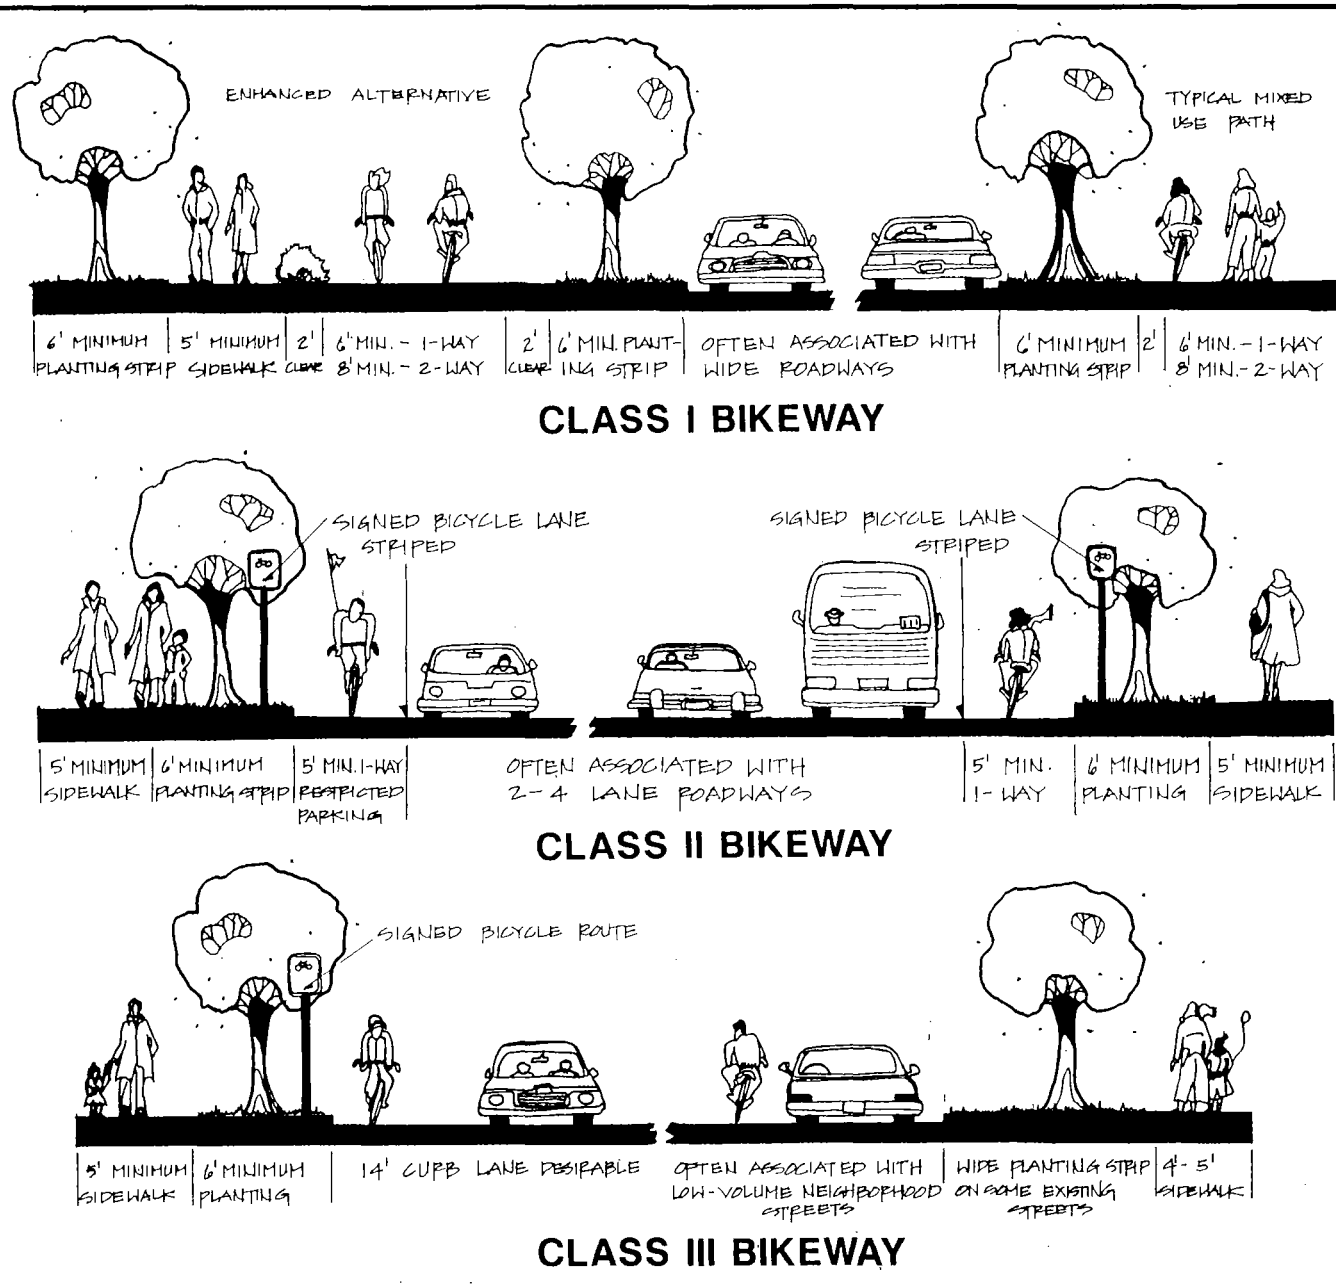 ENHANCED ALTERNATIVE
TYPICAL MIXED
USE PATH
6' MINIMUM
PLANTING STRIP
5' MINIMUM
SIDEWALK
2'
CLEAR
6' MIN. - 1-WAY
8' MIN. - 2-WAY
2'
CLEAR
6' MIN. PLANT-
ING STRIP
OFTEN ASSOCIATED WITH
WIDE ROADWAYS
6' MINIMUM
PLANTING STRIP
2'
6' MIN. - 1-WAY
8' MIN. - 2-WAY
CLASS I BIKEWAY
SIGNED BICYCLE LANE
STRIPED
SIGNED BICYCLE LANE
STRIPED
5' MINIMUM
SIDEWALK
6' MINIMUM
PLANTING STRIP
5' MIN. 1-WAY
RESTRICTED
PARKING
OFTEN ASSOCIATED WITH
2-4 LANE ROADWAYS
5' MIN.
1-WAY
6' MINIMUM
PLANTING
5' MINIMUM
SIDEWALK
CLASS II BIKEWAY
SIGNED BICYCLE ROUTE
5' MINIMUM
SIDEWALK
6' MINIMUM
PLANTING
14' CURB LANE DESIRABLE
OFTEN ASSOCIATED WITH
LOW-VOLUME NEIGHBORHOOD
STREETS
WIDE PLANTING STRIP
ON SOME EXISTING
STREETS
4'- 5'
SIDEWALK
CLASS III BIKEWAY